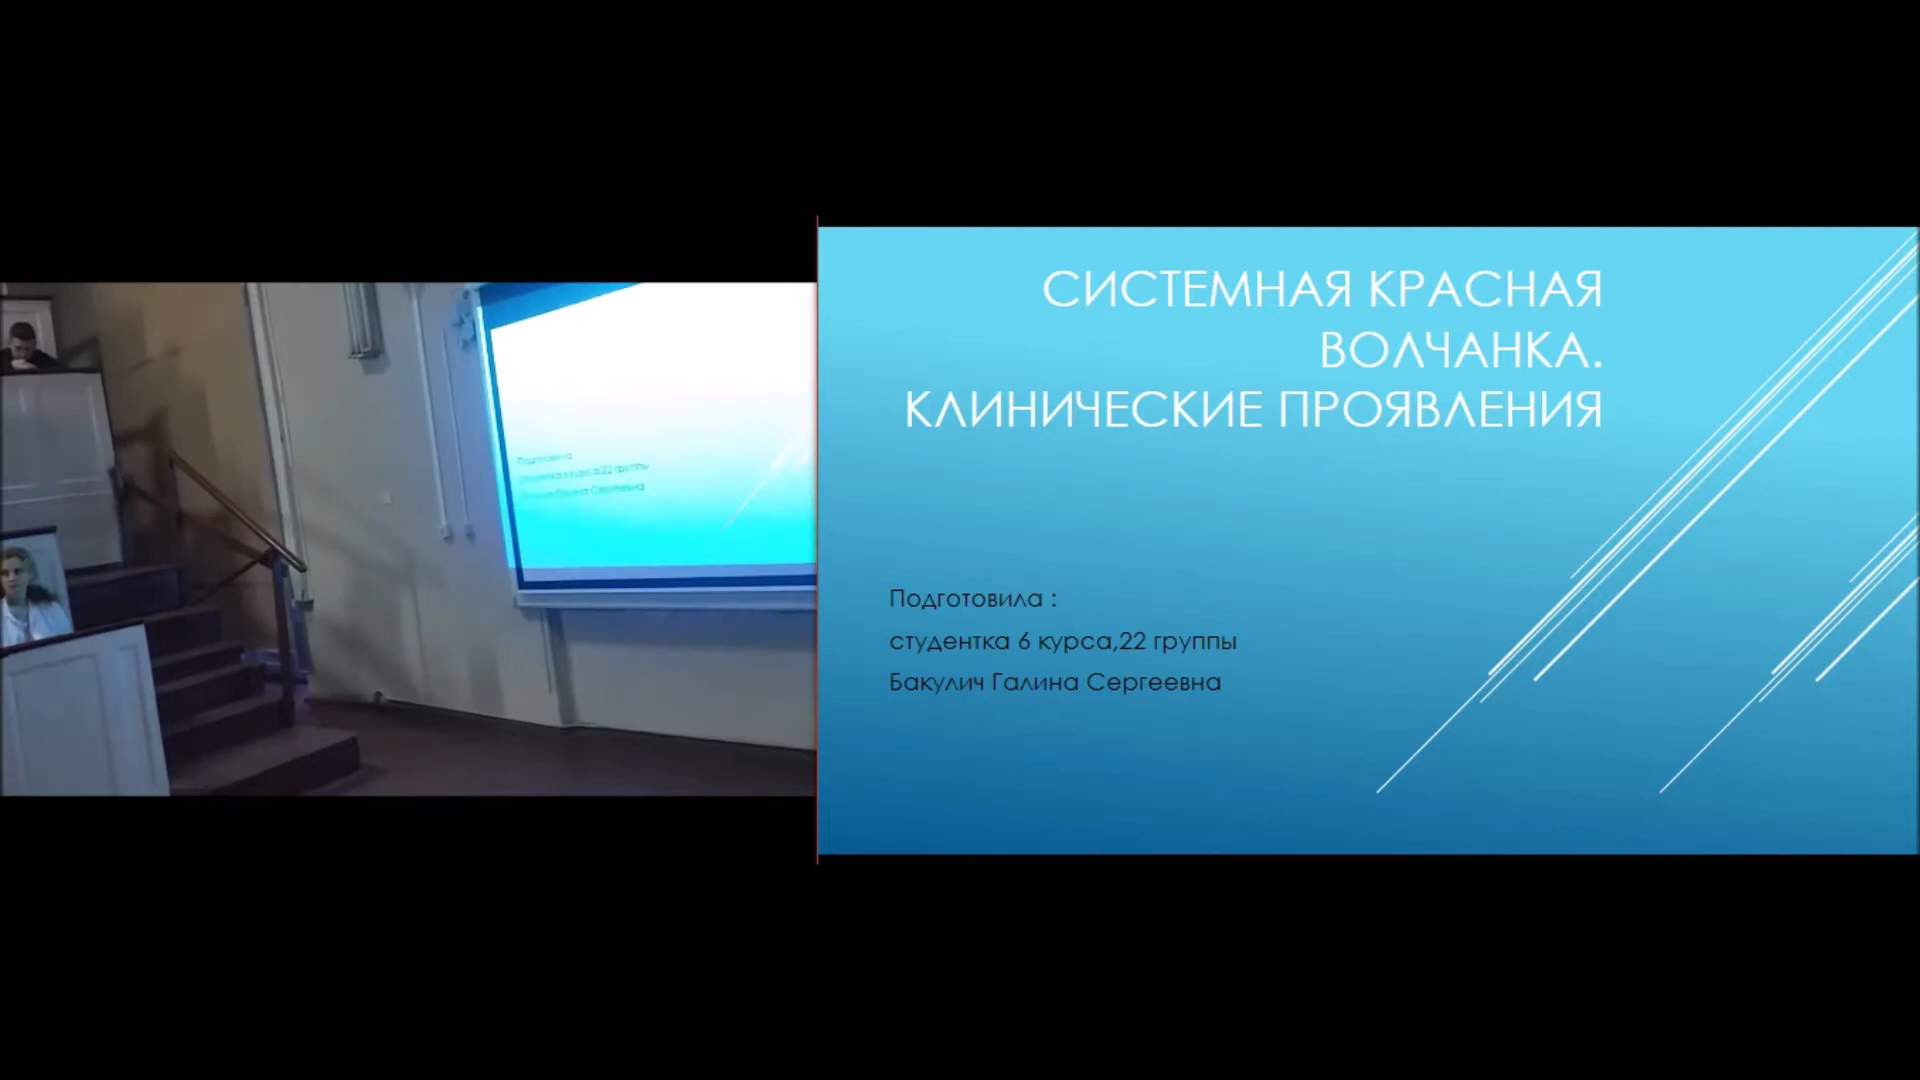 СИСТЕМНАЯ КРАСНАЯ
ВОЛЧАНКА.
КЛИНИЧЕСКИЕ ПРОЯВЛЕНИЯ
Подготовила :
студентка 6 курса,22 группы
Бакулич Галина Сергеевна